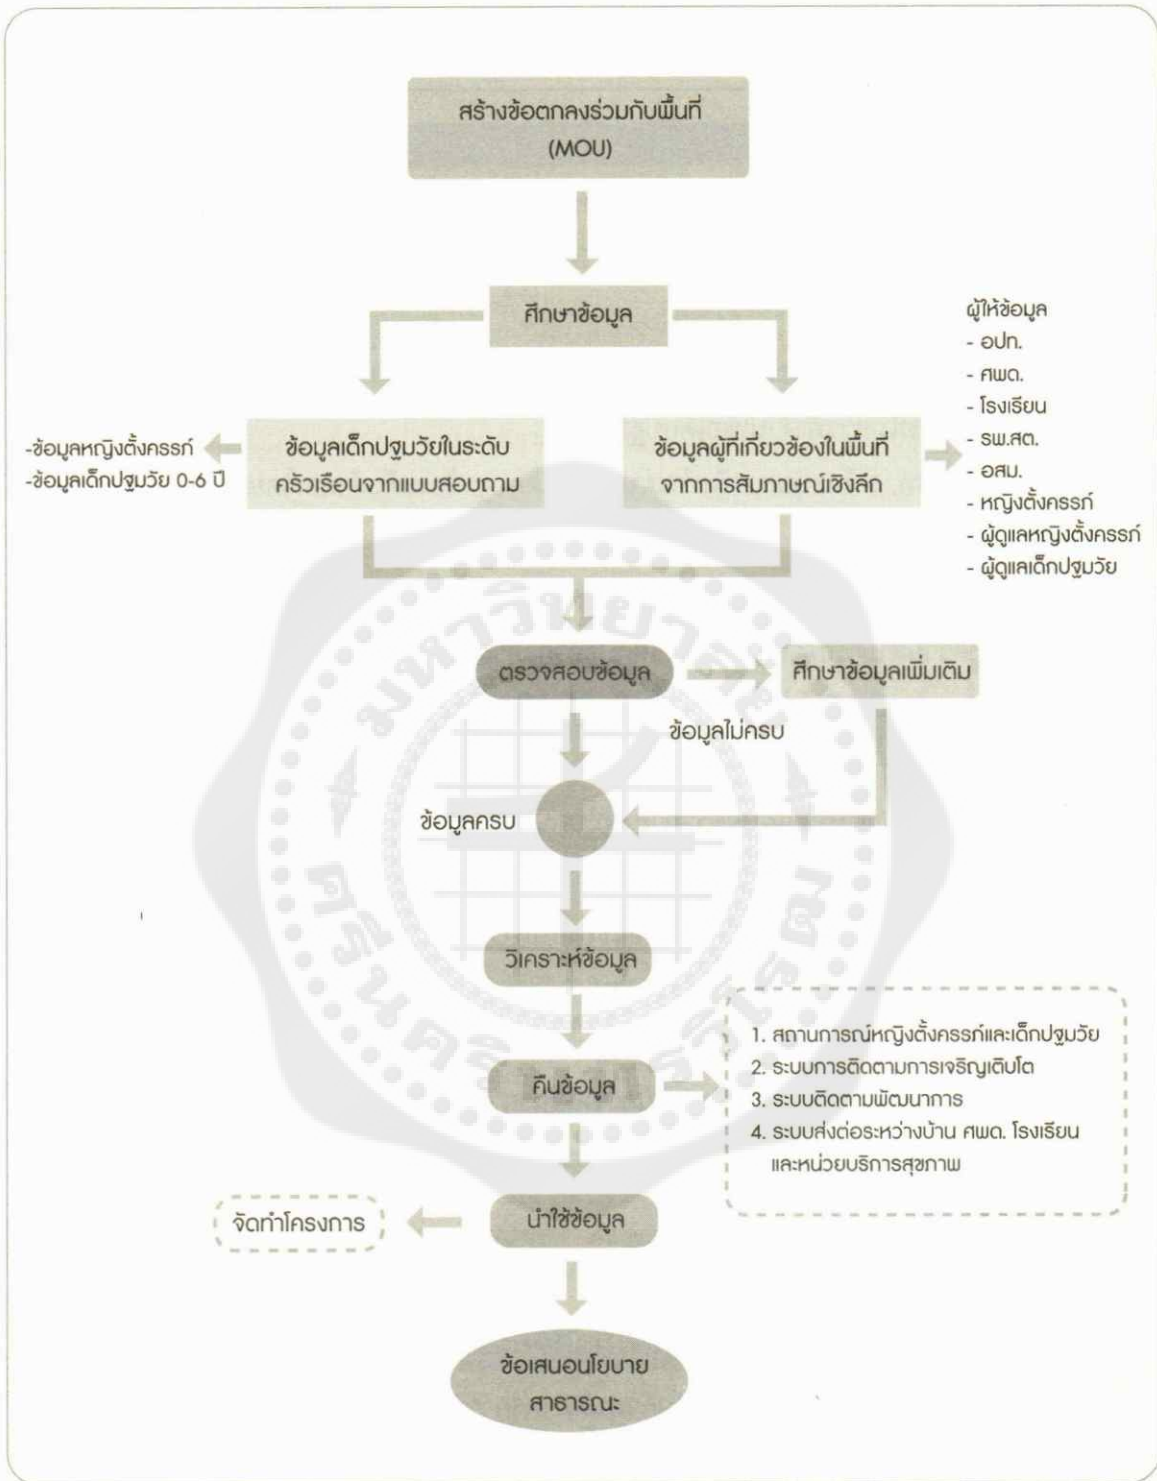 สร้างข้อตกลงร่วมกับพื้นที่
(MOU)
ศึกษาข้อมูล
ผู้ให้ข้อมูล
- อปท.
- ศพด.
- โรงเรียน
- รพ.สต.
- อสม.
- หญิงตั้งครรภ์
- ผู้ดูแลหญิงตั้งครรภ์
- ผู้ดูแลเด็กปฐมวัย
-ข้อมูลหญิงตั้งครรภ์
-ข้อมูลเด็กปฐมวัย 0-6 ปี
ข้อมูลเด็กปฐมวัยในระดับ
ครัวเรือนจากแบบสอบถาม
ข้อมูลผู้ที่เกี่ยวข้องในพื้นที่
จากการสัมภาษณ์เชิงลึก
ตรวจสอบข้อมูล
ศึกษาข้อมูลเพิ่มเติม
ข้อมูลไม่ครบ
ข้อมูลครบ
วิเคราะห์ข้อมูล
คืนข้อมูล
1. สถานการณ์หญิงตั้งครรภ์และเด็กปฐมวัย
2. ระบบการติดตามการเจริญเติบโต
3. ระบบติดตามพัฒนาการ
4. ระบบส่งต่อระหว่างบ้าน ศพด. โรงเรียน
และหน่วยบริการสุขภาพ
นำใช้ข้อมูล
จัดทำโครงการ
ข้อเสนอนโยบาย
สาธารณะ
มหาวิทยาลัย
ศรีนครินทรวิโรฒ